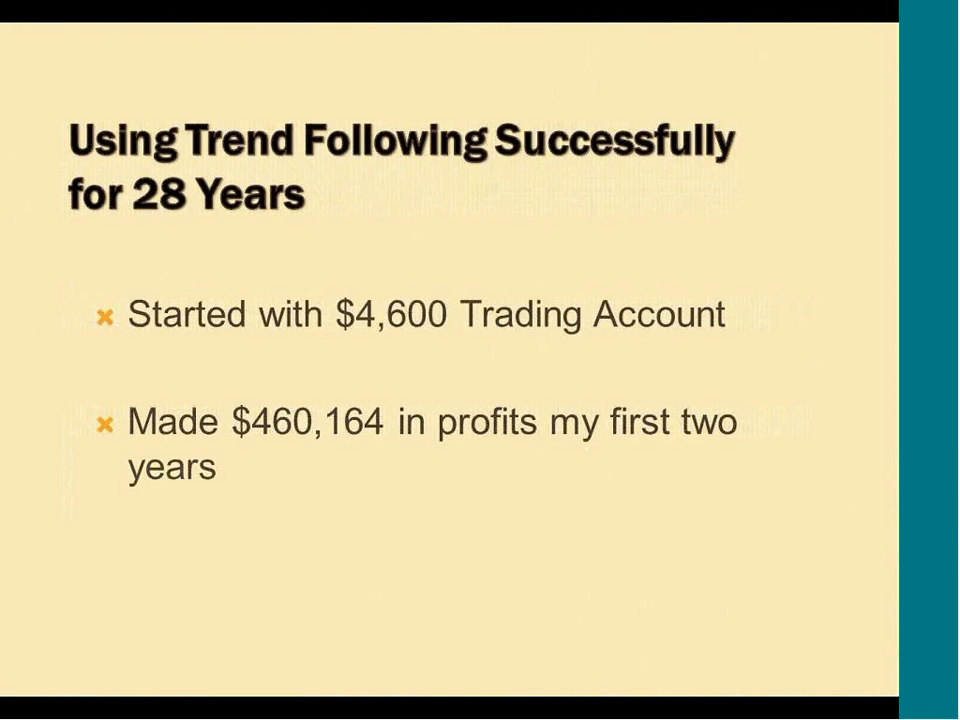 Using Trend Following Successfully
for 28 Years
Started with $4,600 Trading Account
Made $460,164 in profits my first two
years